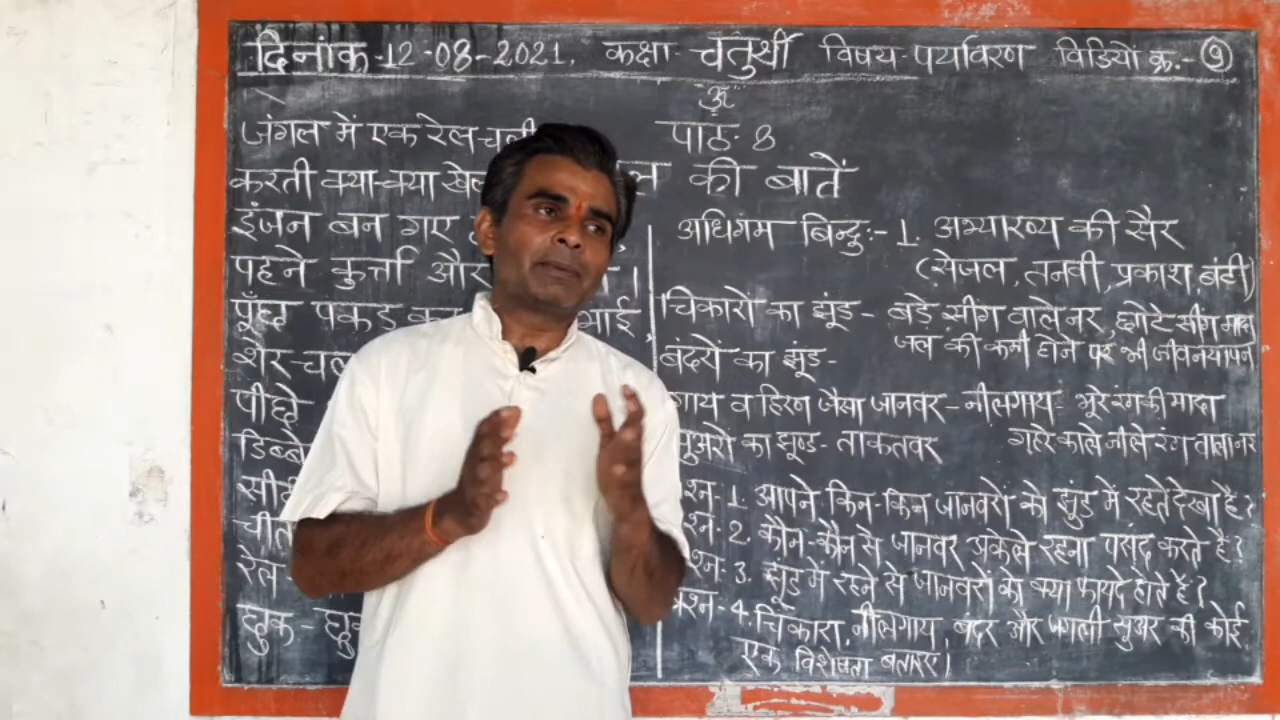 दिनांक-12-08-2021. कक्षा- चतुर्थी विषय-पर्यावरण विडियो क्र.-9
ॐ
पाठ- 8
की बातें
जंगल में एक रेल-चली
करती क्या-क्या
इंजन बन गए
पहने कुर्त्ता और
पूँछ पकड़ भाई,
शेर-चल
पीछे
डिब्बे
रेल-
छुक-
अधिगम बिन्दु:- 1. अभ्यारण्य की सैर
(सेजल, तनवी, प्रकाश, बंटी)
चिकारों का झूंड- बड़े सींग वाले नर, छोटे सींग मादा
जल की कमी होने पर भी जीवनयापन
बंदरों का झूंड-
गाय व हिरण जैसा जानवर- नीलगाय- भूरे रंग की मादा
गहरे काले नीले रंग वाला नर
सुअरों का झूण्ड- ताकतवर
प्रश्न- 1. आपने किन-किन जानवरों को झुंड में रहते देखा है?
प्रश्न- 2. कौन-कौन से जानवर अकेले रहना पसंद करते हैं?
प्रश्न- 3. झुंड में रहने से जानवरों को क्या फायदे होते हैं?
प्रश्न- 4. चिंकारा, नीलगाय, बंदर और जंगली सुअर की कोई
एक विशेषता बताइए।